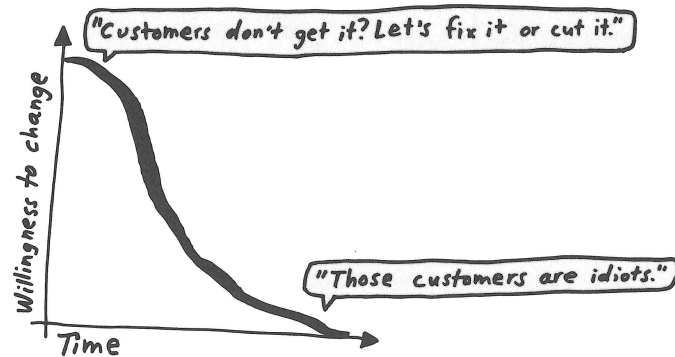 "Customers don't get it? Let's fix it or cut it."
Willingness to change
"Those customers are idiots."
Time